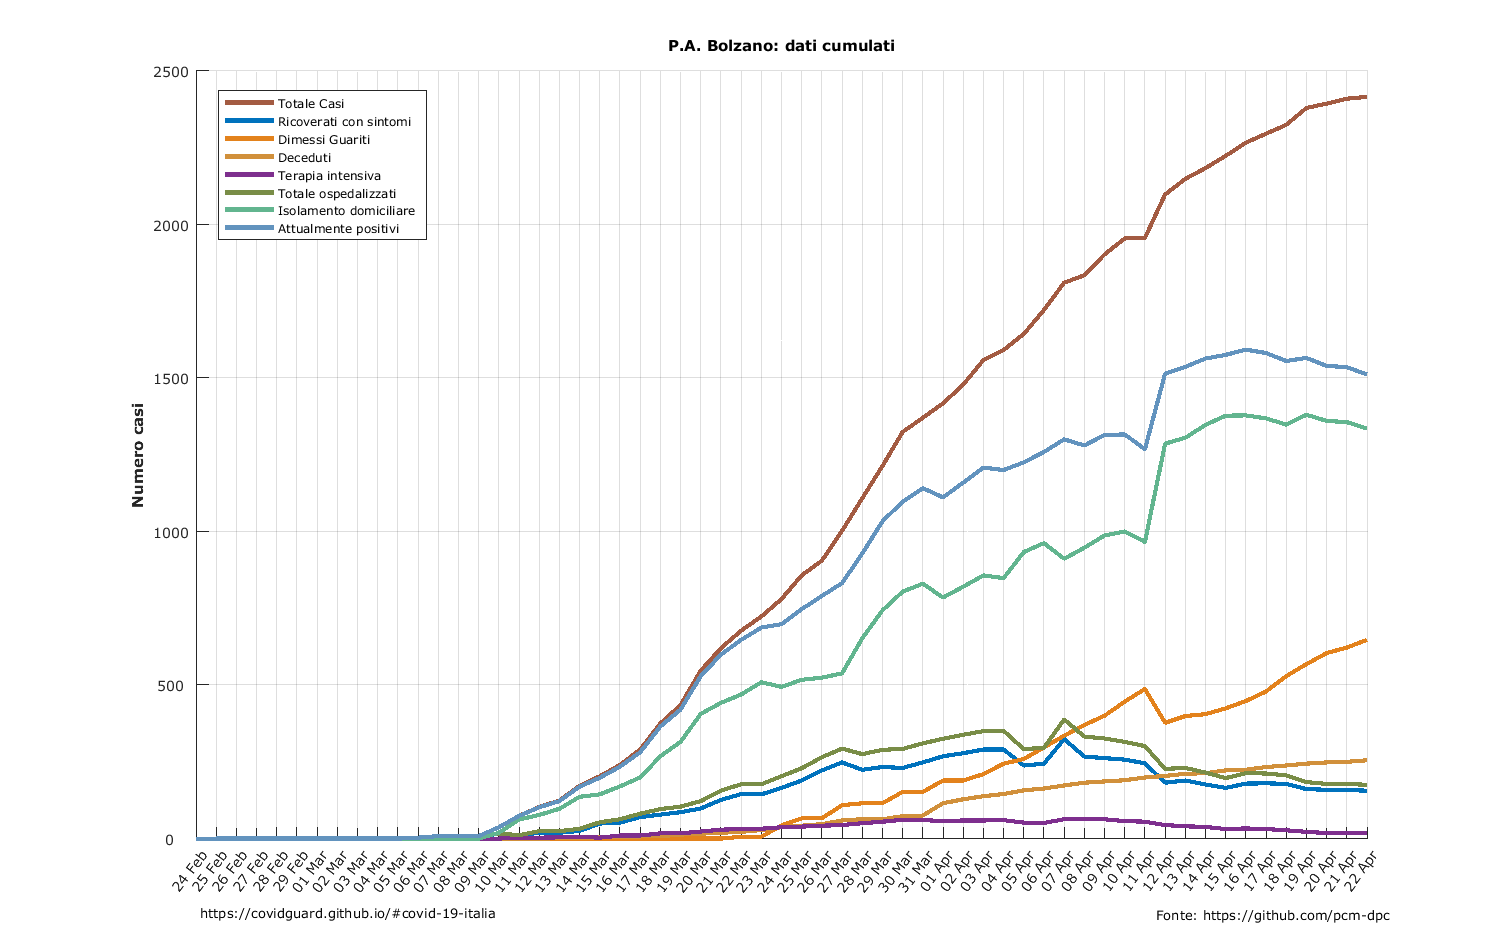 P.A. Bolzano: dati cumulati
2500
2000
1500
1000
500
0
Numero casi
Totale Casi
Ricoverati con sintomi
Dimessi Guariti
Deceduti
Terapia intensiva
Totale ospedalizzati
Isolamento domiciliare
Attualmente positivi
24 Feb
25 Feb
26 Feb
27 Feb
28 Feb
29 Feb
01 Mar
02 Mar
03 Mar
04 Mar
05 Mar
06 Mar
07 Mar
08 Mar
09 Mar
10 Mar
11 Mar
12 Mar
13 Mar
14 Mar
15 Mar
16 Mar
17 Mar
18 Mar
19 Mar
20 Mar
21 Mar
22 Mar
23 Mar
24 Mar
25 Mar
26 Mar
27 Mar
28 Mar
29 Mar
30 Mar
31 Mar
01 Apr
02 Apr
03 Apr
04 Apr
05 Apr
06 Apr
07 Apr
08 Apr
09 Apr
10 Apr
11 Apr
12 Apr
13 Apr
14 Apr
15 Apr
16 Apr
17 Apr
18 Apr
19 Apr
20 Apr
21 Apr
22 Apr
https://covidguard.github.io/#covid-19-italia
Fonte: https://github.com/pcm-dpc